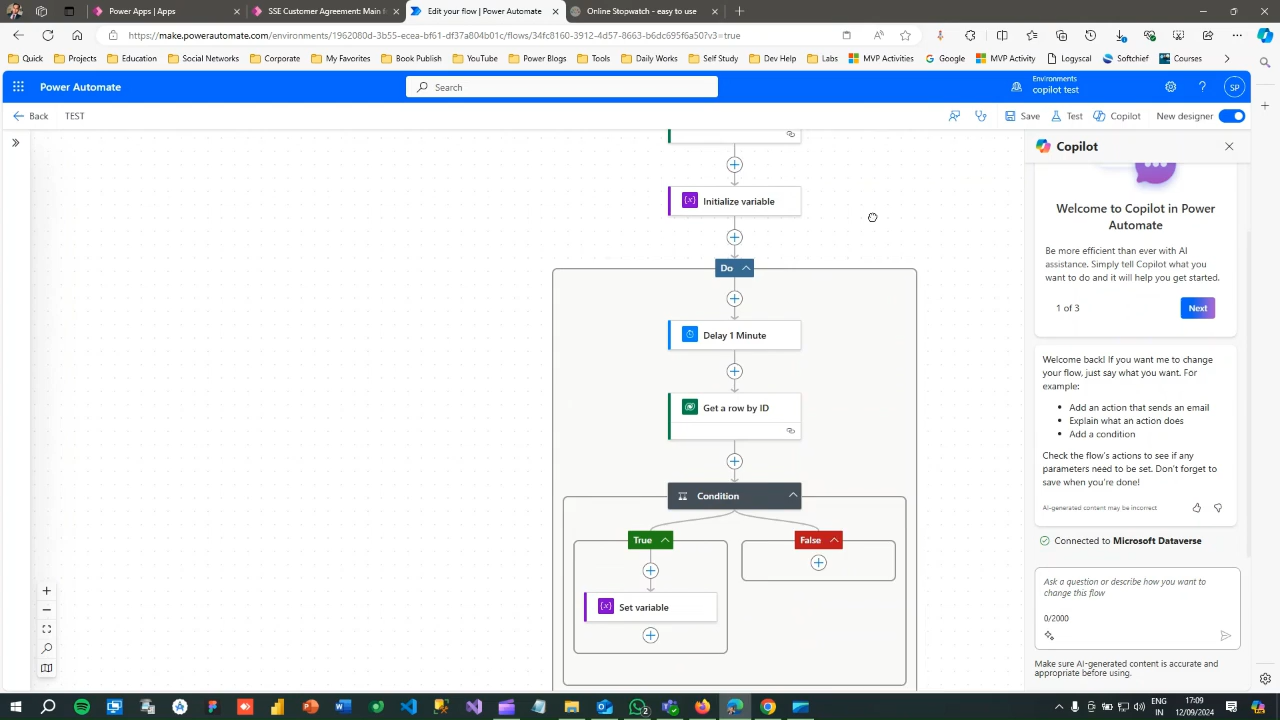 Power Apps | Apps
SSE Customer Agreement: Main f
Edit your flow | Power Automate
Online Stopwatch - easy to use
https://make.powerautomate.com/environments/1962080d-3b55-ecea-bf61-df37a804b01c/flows/34fc8160-3912-4d57-8663-b6dc695f6a50?v3=true
Quixy
Projects
Education
Social Networks
Corporate
My Favorites
Book Publish
YouTube
Power Blogs
Tools
Daily Works
Self Study
Dev Help
Labs
MVP Activities
Google
MVP Activity
Logyscal
Softchief
Courses
Power Automate
Search
Environments
copilot test
SP
Back
TEST
Save
Test
Copilot
New designer
Initialize variable
Do
Delay 1 Minute
Get a row by ID
Condition
True
False
Set variable
Copilot
Welcome to Copilot in Power
Automate
Be more efficient than ever with AI
assistance. Simply tell Copilot what you
want to do and it will help you get started.
1 of 3
Next
Welcome back! If you want me to change
your flow, just say what you want. For
example:
• Add an action that sends an email
• Explain what an action does
• Add a condition
Check the flow's actions to see if any
parameters need to be set. Don't forget to
save when you're done!
AI-generated content may be incorrect
Connected to Microsoft Dataverse
Ask a question or describe how you want to
change this flow
0/2000
Make sure AI-generated content is accurate and
appropriate before using.
2
ENG
IN
17:09
12/09/2024